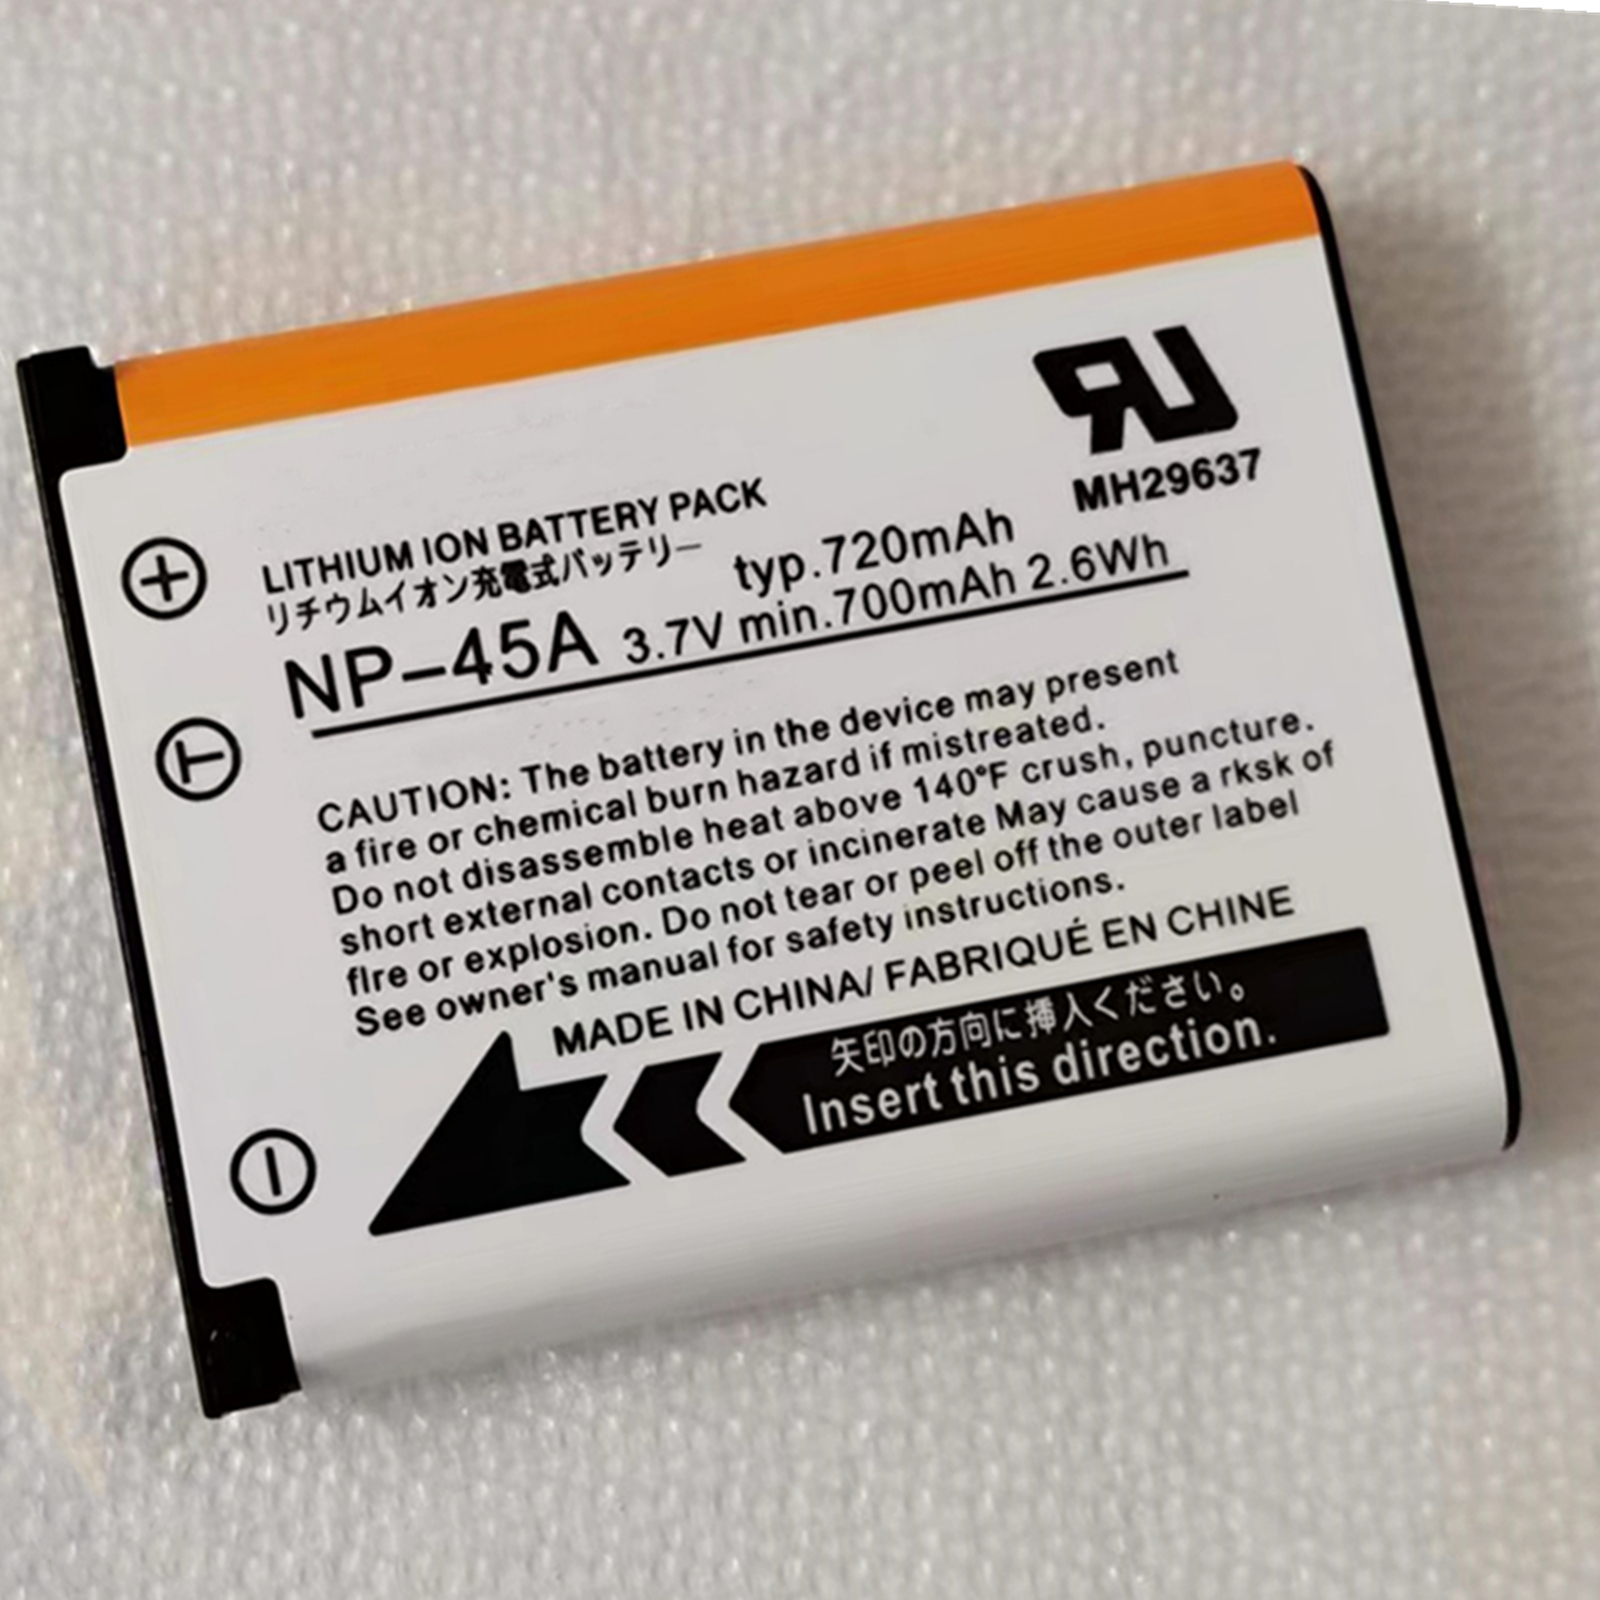 LITHIUM ION BATTERY PACK
リチウムイオン充電式バッテリー
typ.720mAh
NP-45A 3.7V min.700mAh 2.6Wh
MH29637
CAUTION: The battery in the device may present
a fire or chemical burn hazard if mistreated.
Do not disassemble heat above 140°F crush, puncture.
short external contacts or incinerate May cause a rksk of
flre or explosion. Do not tear or peel off the outer label
See owner's manual for safety instructions.
MADE IN CHINA/ FABRIQUÉ EN CHINE
矢印の方向に挿入ください。
Insert this direction.